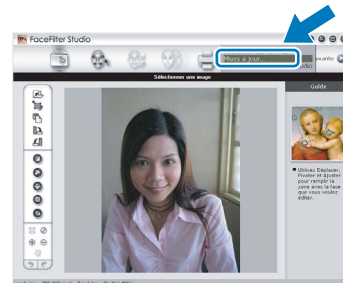 FaceFilter Studio
Mises à jour...
Sélectionner une image
Guide
Utilisez Déplacer,
Pivoter et Ajuster
pour remplir la
zone avec la face
que vous voulez
éditer.